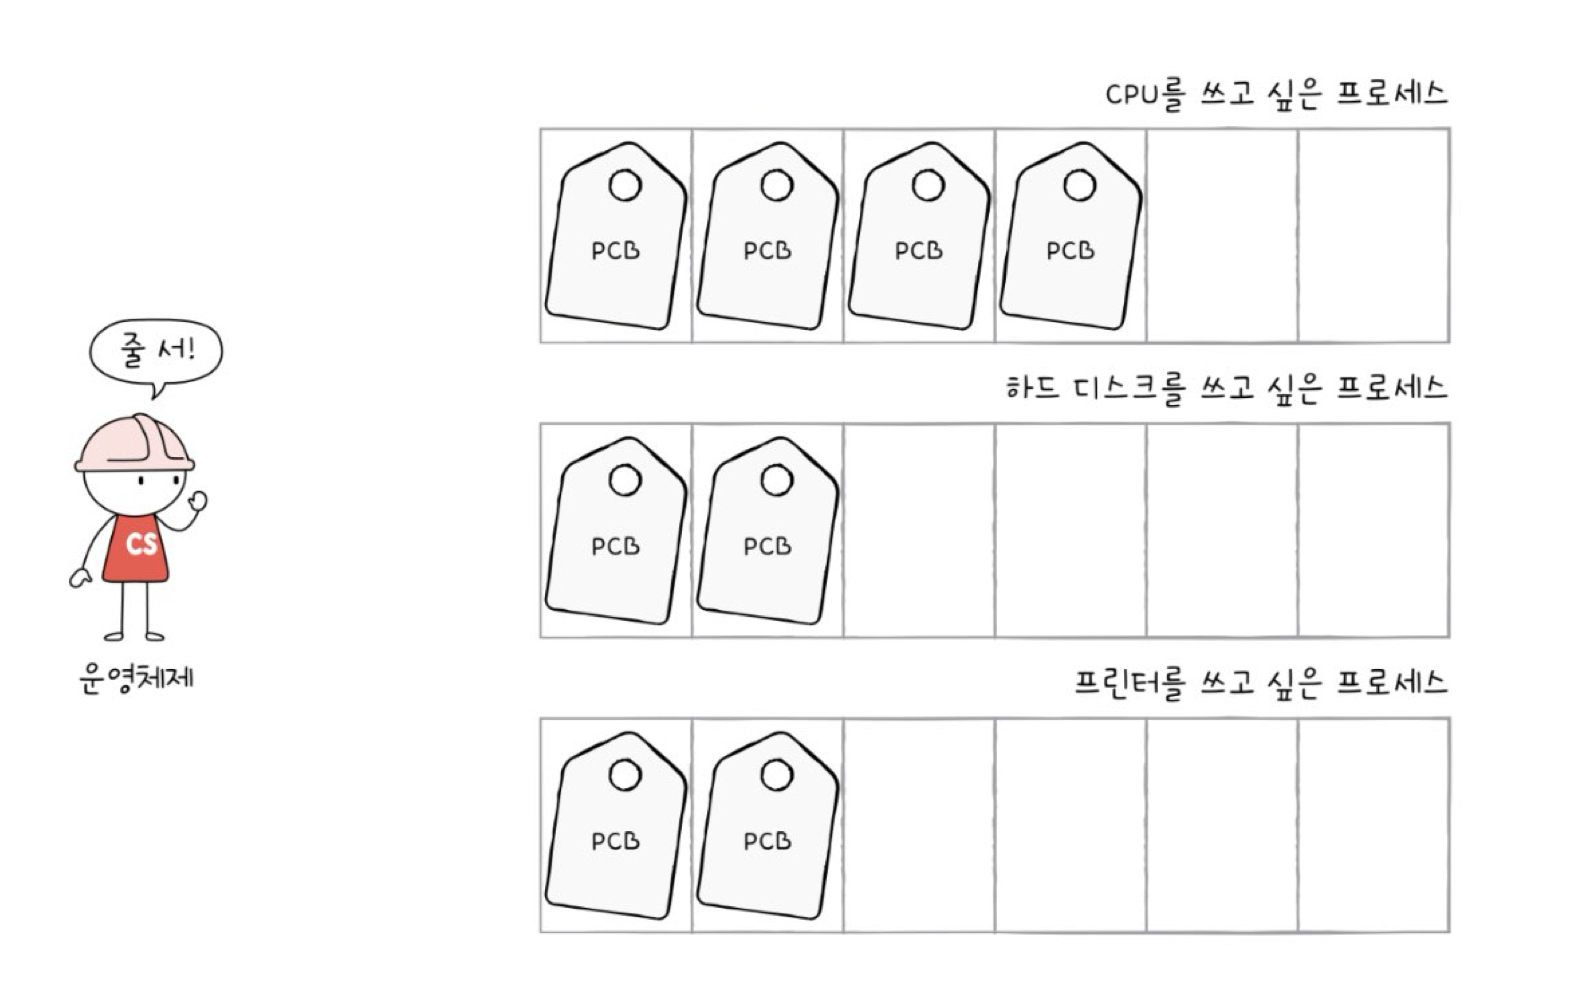 CPU를 쓰고 싶은 프로세스
PCB PCB PCB PCB
줄 서!
하드 디스크를 쓰고 싶은 프로세스
CS
PCB PCB
운영체제
프린터를 쓰고 싶은 프로세스
PCB PCB